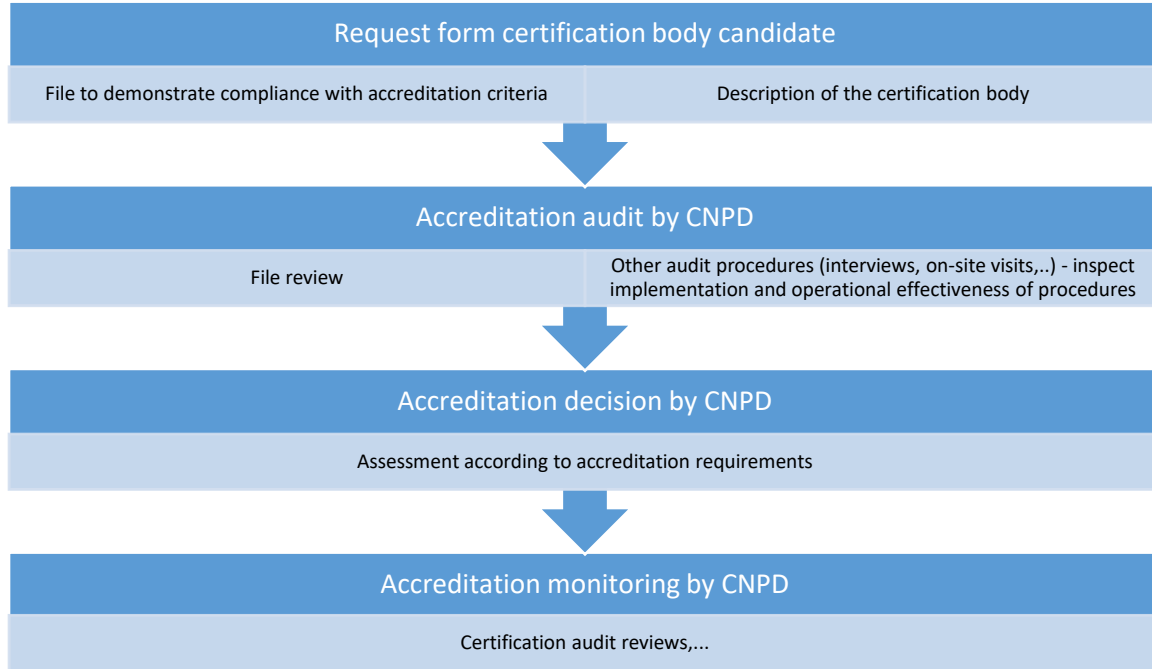 Request form certification body candidate
File to demonstrate compliance with accreditation criteria
Description of the certification body
Accreditation audit by CNPD
File review
Other audit procedures (interviews, on-site visits,..) - inspect
implementation and operational effectiveness of procedures
Accreditation decision by CNPD
Assessment according to accreditation requirements
Accreditation monitoring by CNPD
Certification audit reviews,...